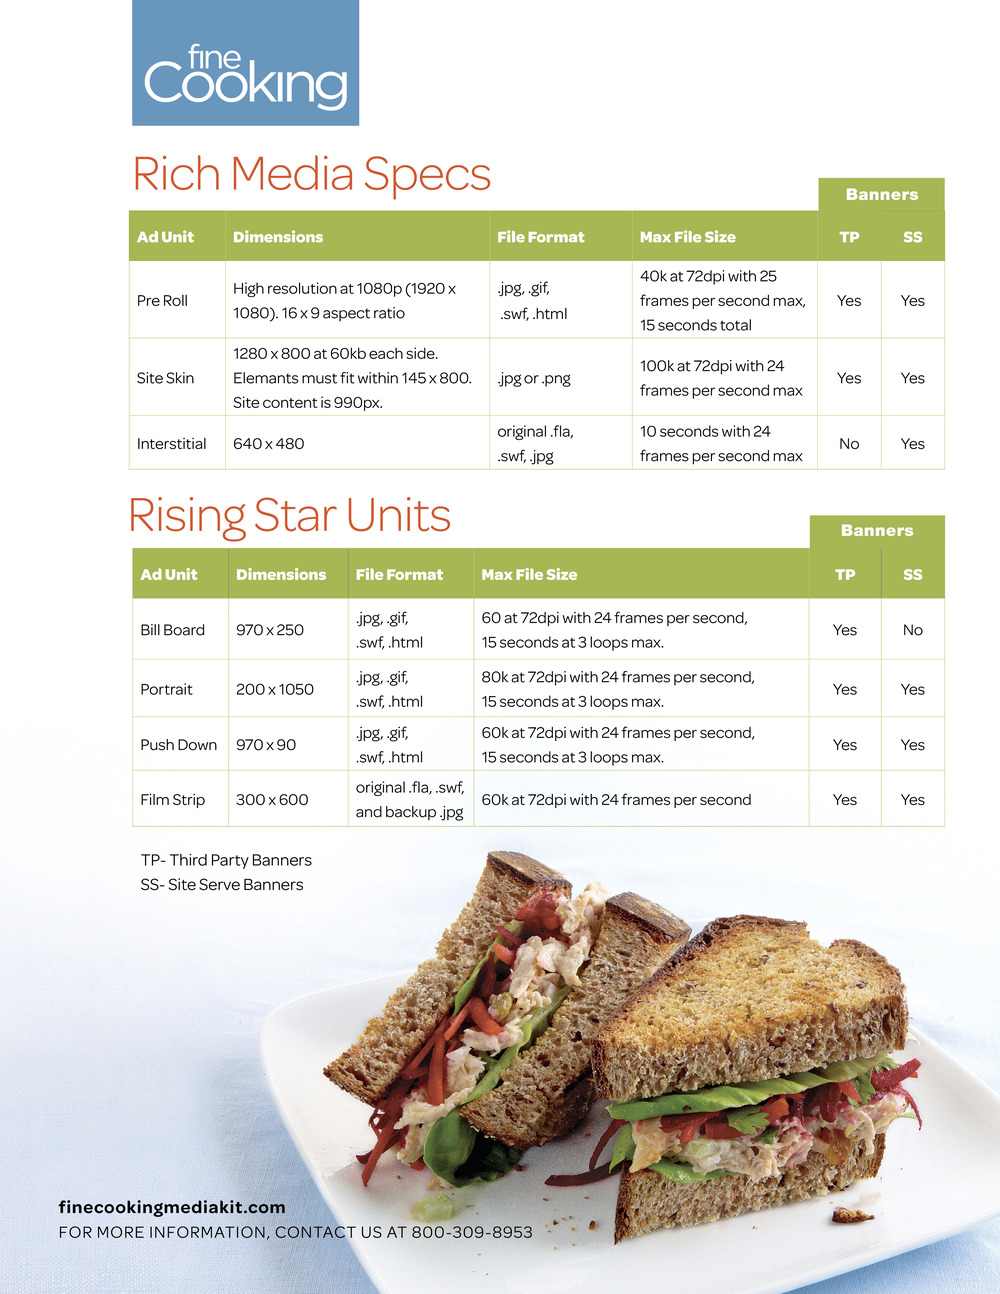 fine
Cooking
Rich Media Specs
Banners
Ad Unit Dimensions File Format Max File Size TP SS
Pre Roll
High resolution at 1080p (1920 x
1080). 16 x 9 aspect ratio
.jpg, .gif,
.swf, .html
40k at 72dpi with 25
frames per second max,
15 seconds total
Yes Yes
Site Skin
1280 x 800 at 60kb each side.
Elemants must fit within 145 x 800.
Site content is 990px.
.jpg or .png
100k at 72dpi with 24
frames per second max
Yes Yes
Interstitial
640 x 480
original .fla,
.swf, .jpg
10 seconds with 24
frames per second max
No Yes
Rising Star Units
Banners
Ad Unit Dimensions File Format Max File Size TP SS
Bill Board
970 x 250
.jpg, .gif,
.swf, .html
60 at 72dpi with 24 frames per second,
15 seconds at 3 loops max.
Yes No
Portrait
200 x 1050
.jpg, .gif,
.swf, .html
80k at 72dpi with 24 frames per second,
15 seconds at 3 loops max.
Yes Yes
Push Down
970 x 90
.jpg, .gif,
.swf, .html
60k at 72dpi with 24 frames per second,
15 seconds at 3 loops max.
Yes Yes
Film Strip
300 x 600
original .fla, .swf,
and backup .jpg
60k at 72dpi with 24 frames per second
Yes Yes
TP- Third Party Banners
SS- Site Serve Banners
finecookingmediakit.com
FOR MORE INFORMATION, CONTACT US AT 800-309-8953